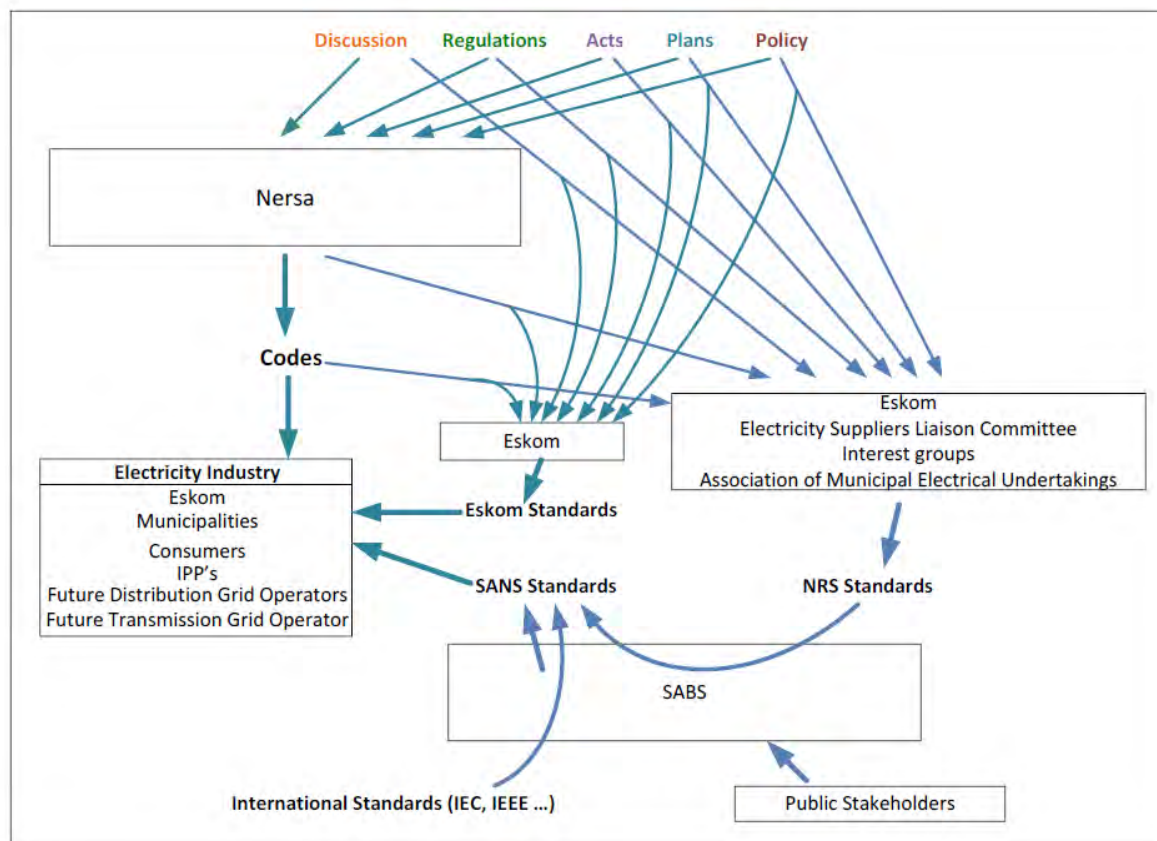 Discussion Regulations Acts Plans Policy
Nersa
Codes
Eskom
Eskom
Electricity Suppliers Liaison Committee
Interest groups
Association of Municipal Electrical Undertakings
Electricity Industry
Eskom
Municipalities
Consumers
IPP's
Future Distribution Grid Operators
Future Transmission Grid Operator
Eskom Standards
SANS Standards
NRS Standards
SABS
International Standards (IEC, IEEE ...)
Public Stakeholders